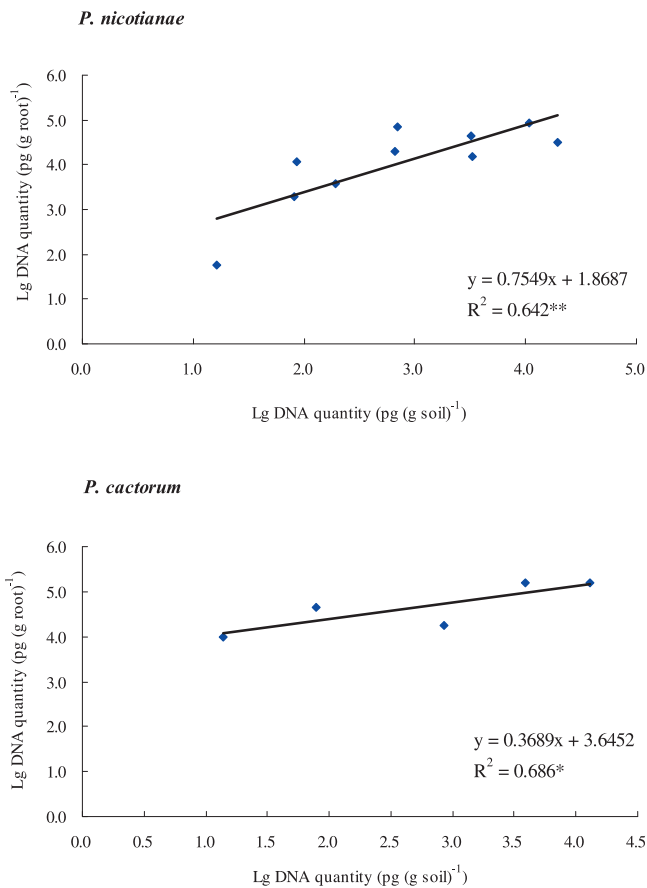 P. nicotianae
Lg DNA quantity (pg (g root)-1)
6.0
5.0
4.0
3.0
2.0
1.0
0.0
y = 0.7549x + 1.8687
R2 = 0.642**
0.0 1.0 2.0 3.0 4.0 5.0
Lg DNA quantity (pg (g soil)-1)
P. cactorum
Lg DNA quantity (pg (g root)-1)
6.0
5.0
4.0
3.0
2.0
1.0
0.0
y = 0.3689x + 3.6452
R2 = 0.686*
0.0 0.5 1.0 1.5 2.0 2.5 3.0 3.5 4.0 4.5
Lg DNA quantity (pg (g soil)-1)